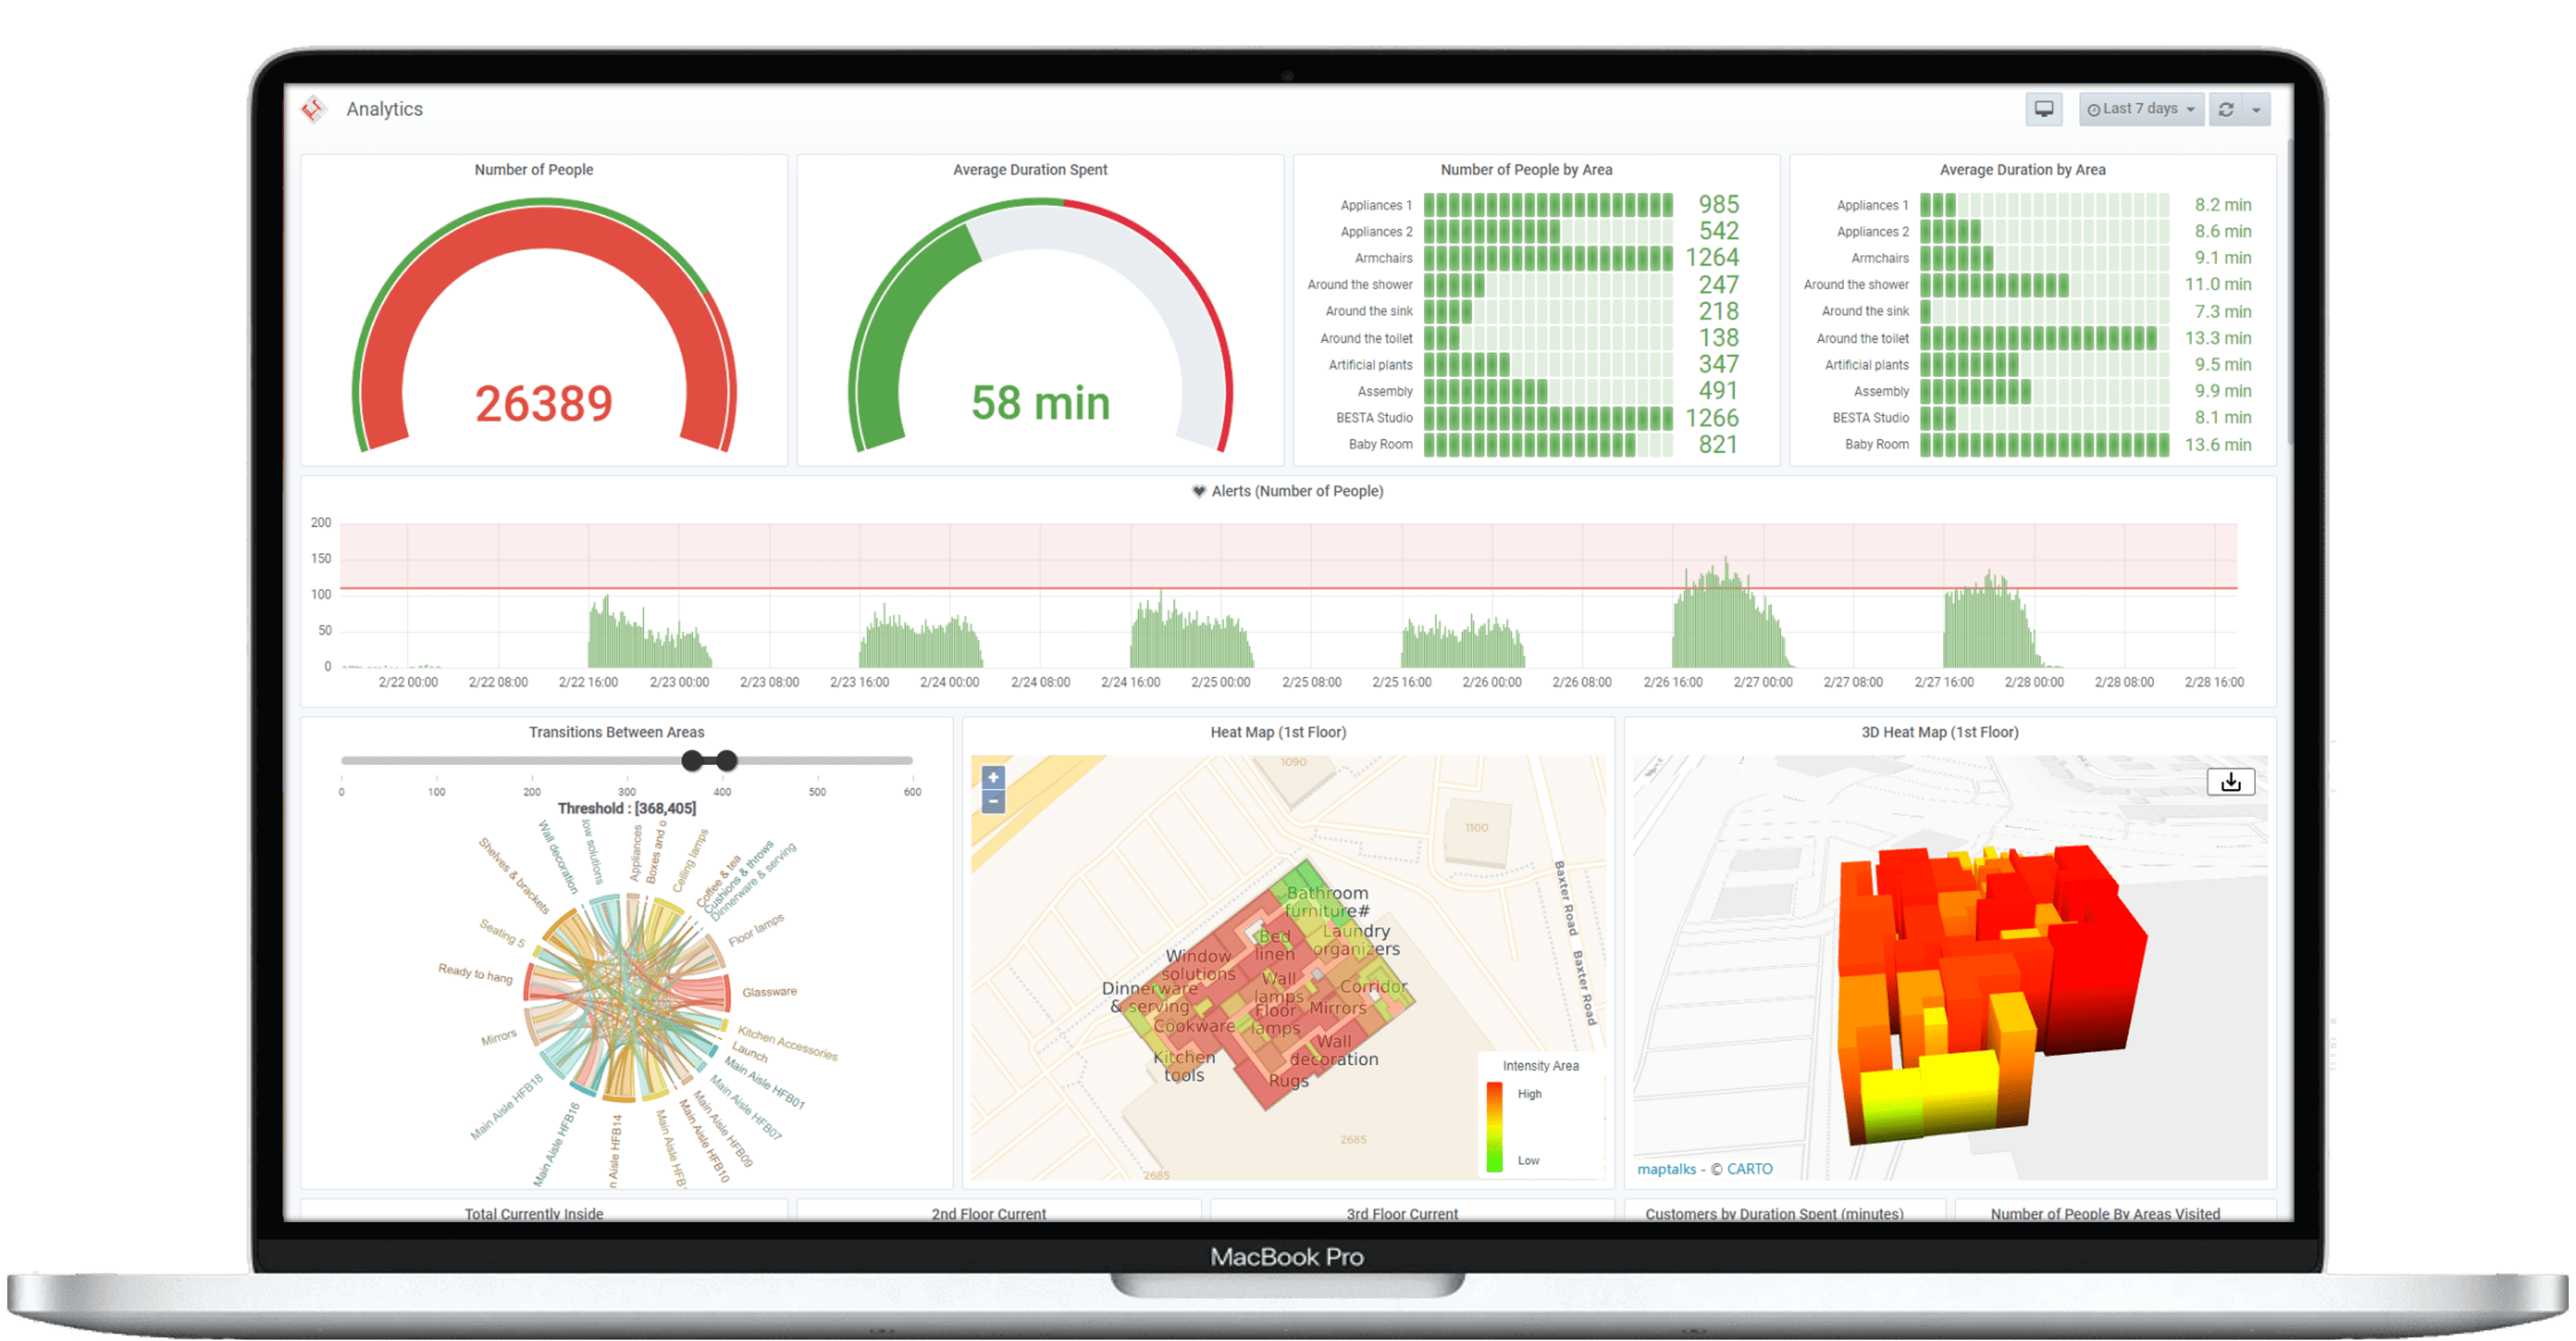 Analytics
Last 7 days
Number of People
26389
Average Duration Spent
58 min
Number of People by Area
Appliances 1 985
Appliances 2 542
Armchairs 1264
Around the shower 247
Around the sink 218
Around the toilet 138
Artificial plants 347
Assembly 491
BESTA Studio 1266
Baby Room 821
Average Duration by Area
Appliances 1 8.2 min
Appliances 2 8.6 min
Armchairs 9.1 min
Around the shower 11.0 min
Around the sink 7.3 min
Around the toilet 13.3 min
Artificial plants 9.5 min
Assembly 9.9 min
BESTA Studio 8.1 min
Baby Room 13.6 min
Alerts (Number of People)
200
150
100
50
0
2/22 00:00 2/22 08:00 2/22 16:00 2/23 00:00 2/23 08:00 2/23 16:00 2/24 00:00 2/24 08:00 2/24 16:00 2/25 00:00 2/25 08:00 2/25 16:00 2/26 00:00 2/26 08:00 2/26 16:00 2/27 00:00 2/27 08:00 2/27 16:00 2/28 00:00 2/28 08:00 2/28 16:00
Transitions Between Areas
0 100 200 300 400 500 600
Threshold : [368,405]
Wall decoration
low solutions
Appliances
Boxes and o
Ceiling lamps
Coffee & tea
Cushions & throws
Dinnerware & serving
Floor lamps
Glassware
Kitchen Accessories
Launch
Main Aisle HFB01
Main Aisle HFB07
Main Aisle HFB09
Main Aisle HFB10
Main Aisle HFB
n Aisle HFB14
Main Aisle HFB16
Main Aisle HFB18
Mirrors
Ready to hang
Seating 5
Shelves & brackets
Heat Map (1st Floor)
+
-
1090
1100
Baxter Road
Baxter Road
Bathroom
furniture#
Bed
linen
Laundry
organizers
Window
solutions
Wall
lamps
Corridor
Dinnerware
& serving
Floor
lamps
Mirrors
Cookware
Wall
decoration
Kitchen
tools
Rugs
2685
2685
Intensity Area
High
Low
3D Heat Map (1st Floor)
maptalks - © CARTO
Total Currently Inside
2nd Floor Current
3rd Floor Current
Customers by Duration Spent (minutes)
Number of People By Areas Visited
MacBook Pro